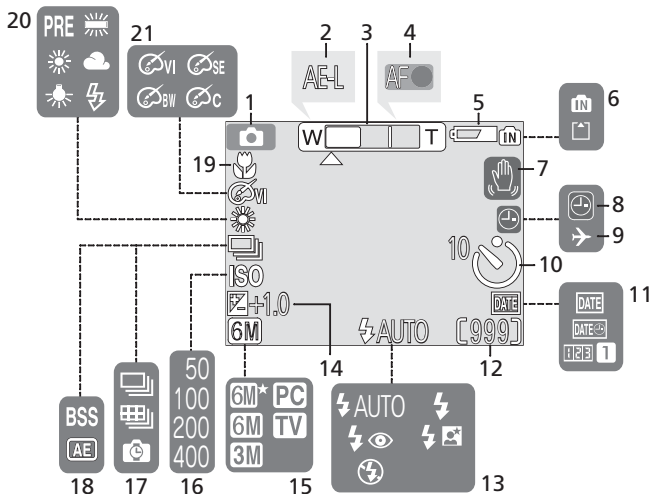 20
PRE
21
VI
SE
BW
C
2
AE-L
3
4
AF
1
W
T
5
IN
IN
6
7
19
VI
8
9
10
10
ISO
+1.0
6M
14
AUTO
DATE
[999]
12
DATE
DATE
123 1
11
BSS
AE
18
17
50
100
200
400
16
6M★ PC
6M TV
3M
15
AUTO
13